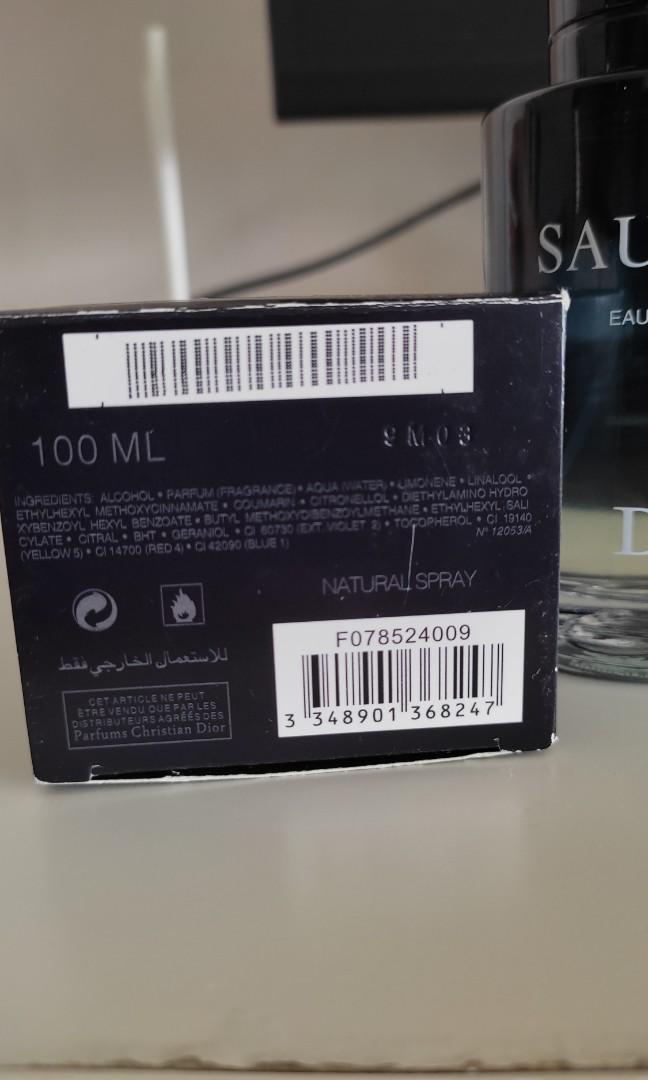 SAU
EAU
D
100 ML
9M03
INGREDIENTS: ALCOHOL • PARFUM (FRAGRANCE) • AQUA (WATER) • LIMONENE • LINALOOL •
ETHYLHEXYL METHOXYCINNAMATE • COUMARIN • CITRONELLOL • DIETHYLAMINO HYDRO
XYBENZOYL HEXYL BENZOATE • BUTYL METHOXYDIBENZOYLMETHANE • ETHYLHEXYL SALI
CYLATE • CITRAL • BHT • GERANIOL • CI 60730 (EXT. VIOLET 2) • TOCOPHEROL • CI 19140
(YELLOW 5) • CI 14700 (RED 4) • CI 42090 (BLUE 1)
N° 12053/A
NATURAL SPRAY
للاستعمال الخارجي فقط
CET ARTICLE NE PEUT
ÊTRE VENDU QUE PAR LES
DISTRIBUTEURS AGRÉÉS DES
Parfums Christian Dior
F078524009
3 348901 368247